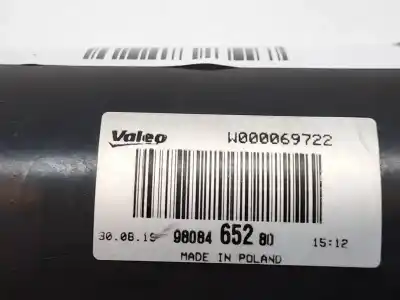 Valeo W000069722
30.08.19 98084 652 80 15:12
MADE IN POLAND